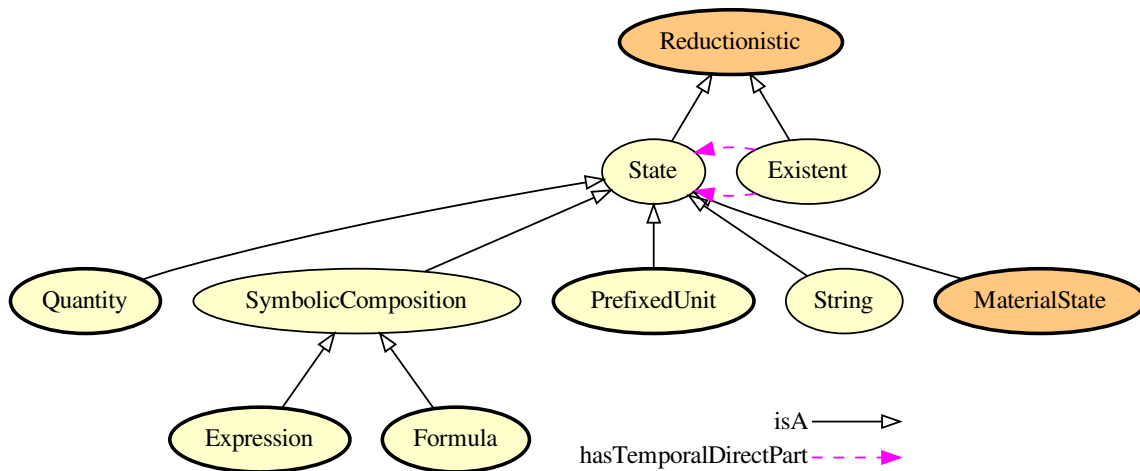 Reductionistic
State
Existent
Quantity
SymbolicComposition
PrefixedUnit
String
MaterialState
Expression
Formula
isA
hasTemporalDirectPart